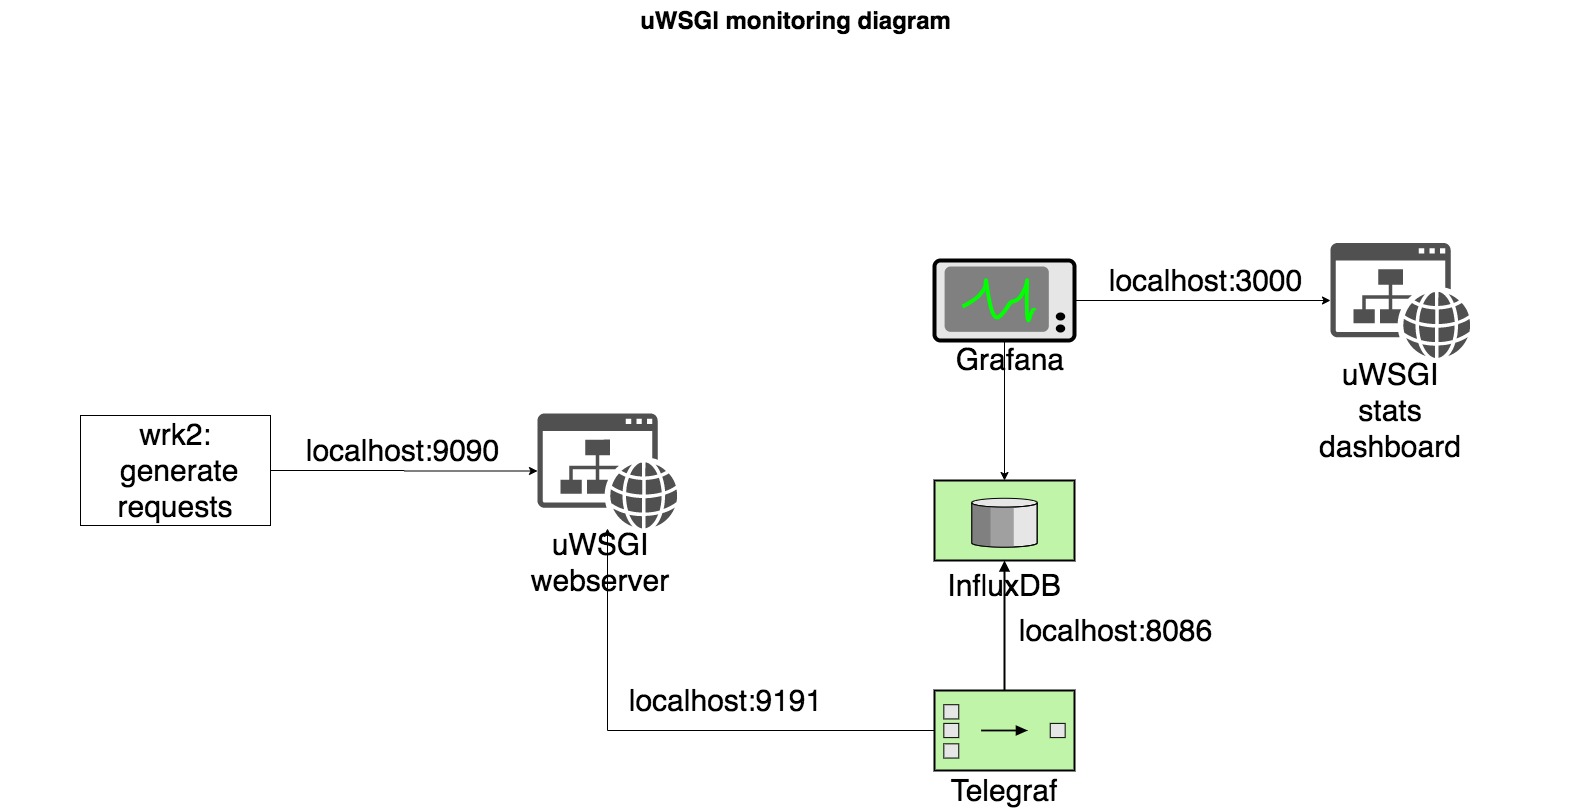 uWSGI monitoring diagram
localhost:3000
Grafana
uWSGI
stats
dashboard
wrk2:
generate
requests
localhost:9090
uWSGI
webserver
InfluxDB
localhost:8086
localhost:9191
Telegraf